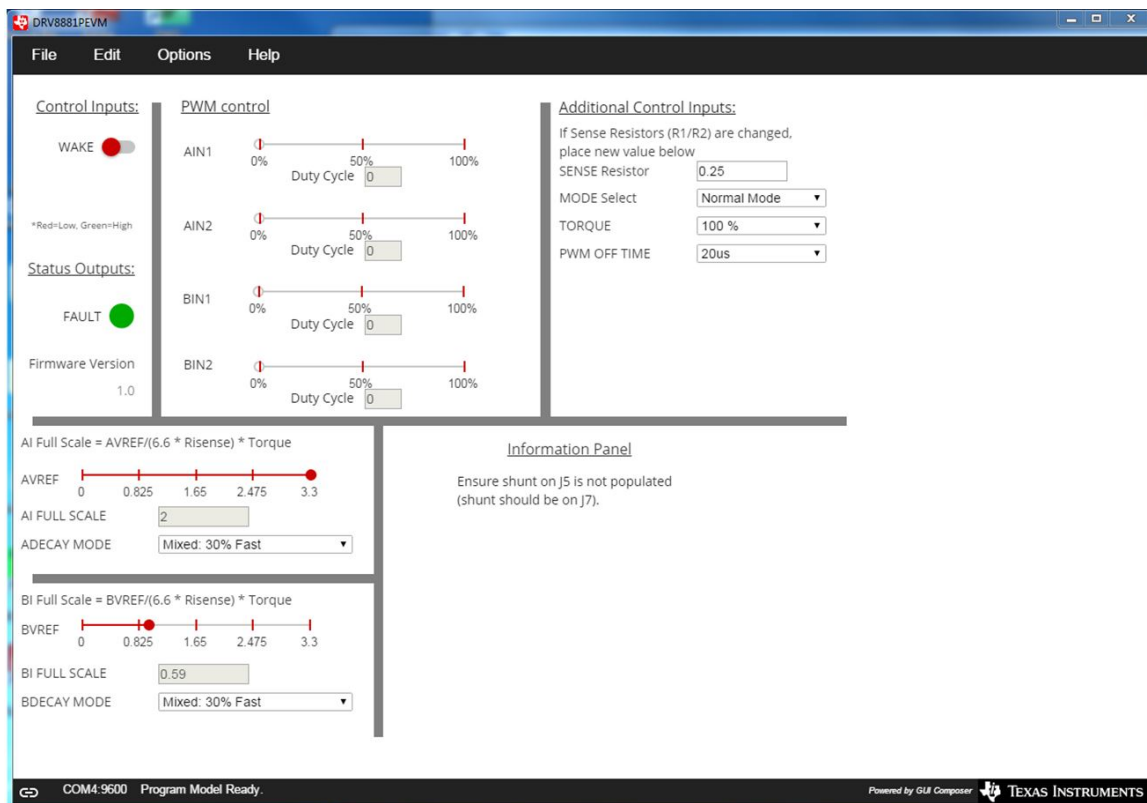 DRV8881PEVM
File Edit Options Help
Control Inputs:
WAKE
*Red=Low, Green=High
Status Outputs:
FAULT
Firmware Version
1.0
PWM control
AIN1
0% 50% 100%
Duty Cycle 0
AIN2
0% 50% 100%
Duty Cycle 0
BIN1
0% 50% 100%
Duty Cycle 0
BIN2
0% 50% 100%
Duty Cycle 0
Additional Control Inputs:
If Sense Resistors (R1/R2) are changed,
place new value below
SENSE Resistor 0.25
MODE Select Normal Mode
TORQUE 100 %
PWM OFF TIME 20us
AI Full Scale = AVREF/(6.6 * Risense) * Torque
AVREF
0 0.825 1.65 2.475 3.3
AI FULL SCALE 2
ADECAY MODE Mixed: 30% Fast
BI Full Scale = BVREF/(6.6 * Risense) * Torque
BVREF
0 0.825 1.65 2.475 3.3
BI FULL SCALE 0.59
BDECAY MODE Mixed: 30% Fast
Information Panel
Ensure shunt on J5 is not populated
(shunt should be on J7).
COM4:9600 Program Model Ready.
Powered by GUI Composer TEXAS INSTRUMENTS